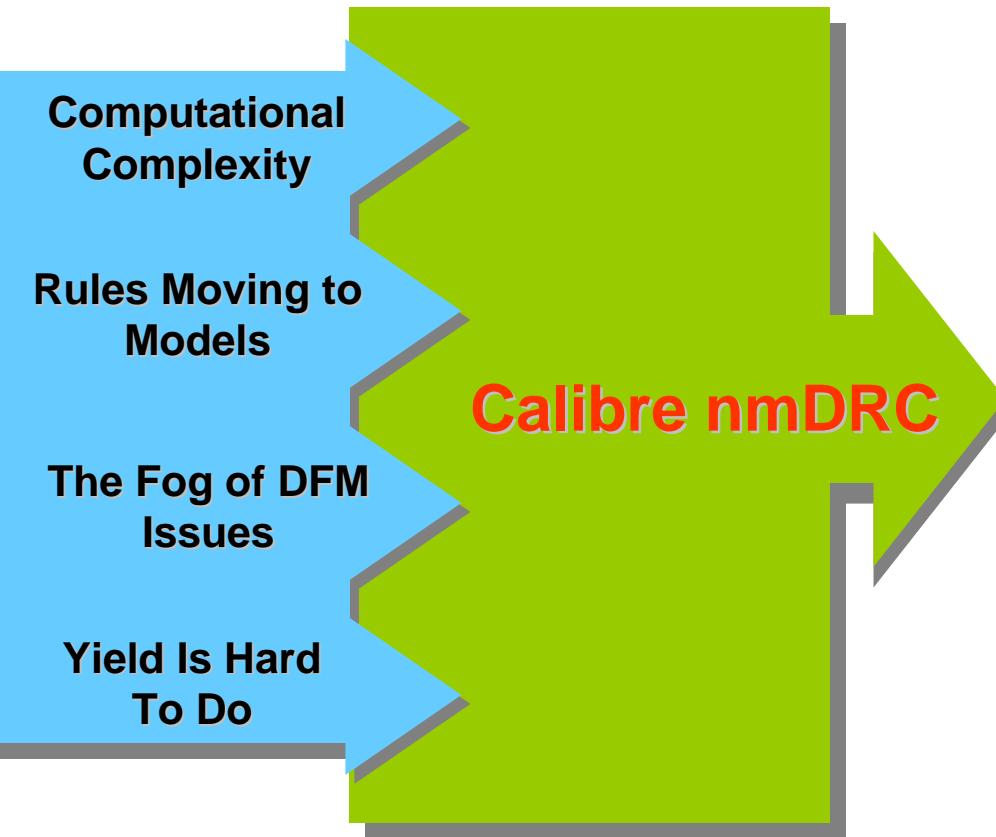 Computational
Complexity
Rules Moving to
Models
The Fog of DFM
Issues
Yield Is Hard
To Do
Calibre nmDRC